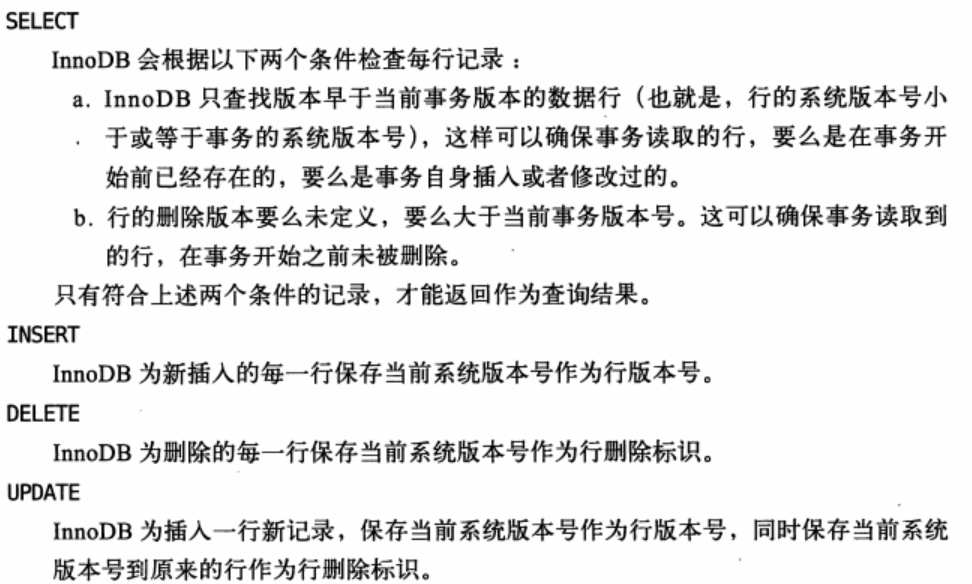 SELECT
InnoDB 会根据以下两个条件检查每行记录：
a. InnoDB 只查找版本早于当前事务版本的数据行（也就是，行的系统版本号小
于或等于事务的系统版本号），这样可以确保事务读取的行，要么是在事务开
始前已经存在的，要么是事务自身插入或者修改过的。
b. 行的删除版本要么未定义，要么大于当前事务版本号。这可以确保事务读取到
的行，在事务开始之前未被删除。
只有符合上述两个条件的记录，才能返回作为查询结果。
INSERT
InnoDB 为新插入的每一行保存当前系统版本号作为行版本号。
DELETE
InnoDB 为删除的每一行保存当前系统版本号作为行删除标识。
UPDATE
InnoDB 为插入一行新记录，保存当前系统版本号作为行版本号，同时保存当前系统
版本号到原来的行作为行删除标识。